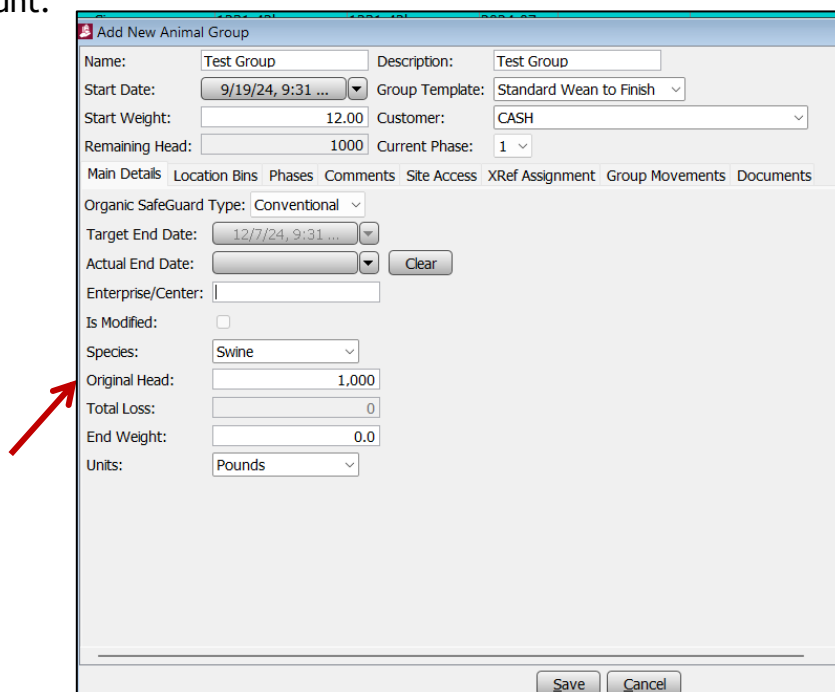 unt.
Add New Animal Group
Name: Test Group Description: Test Group
Start Date: 9/19/24, 9:31 ... Group Template: Standard Wean to Finish
Start Weight: 12.00 Customer: CASH
Remaining Head: 1000 Current Phase: 1
Main Details Location Bins Phases Comments Site Access XRef Assignment Group Movements Documents
Organic SafeGuard Type: Conventional
Target End Date: 12/7/24, 9:31 ...
Actual End Date: Clear
Enterprise/Center:
Is Modified:
Species: Swine
Original Head: 1,000
Total Loss: 0
End Weight: 0.0
Units: Pounds
Save Cancel